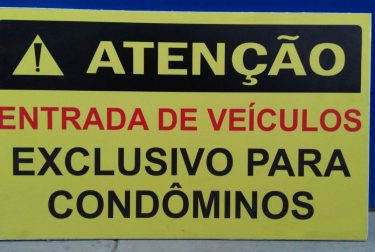 ATENÇÃO
ENTRADA DE VEÍCULOS
EXCLUSIVO PARA
CONDÔMINOS